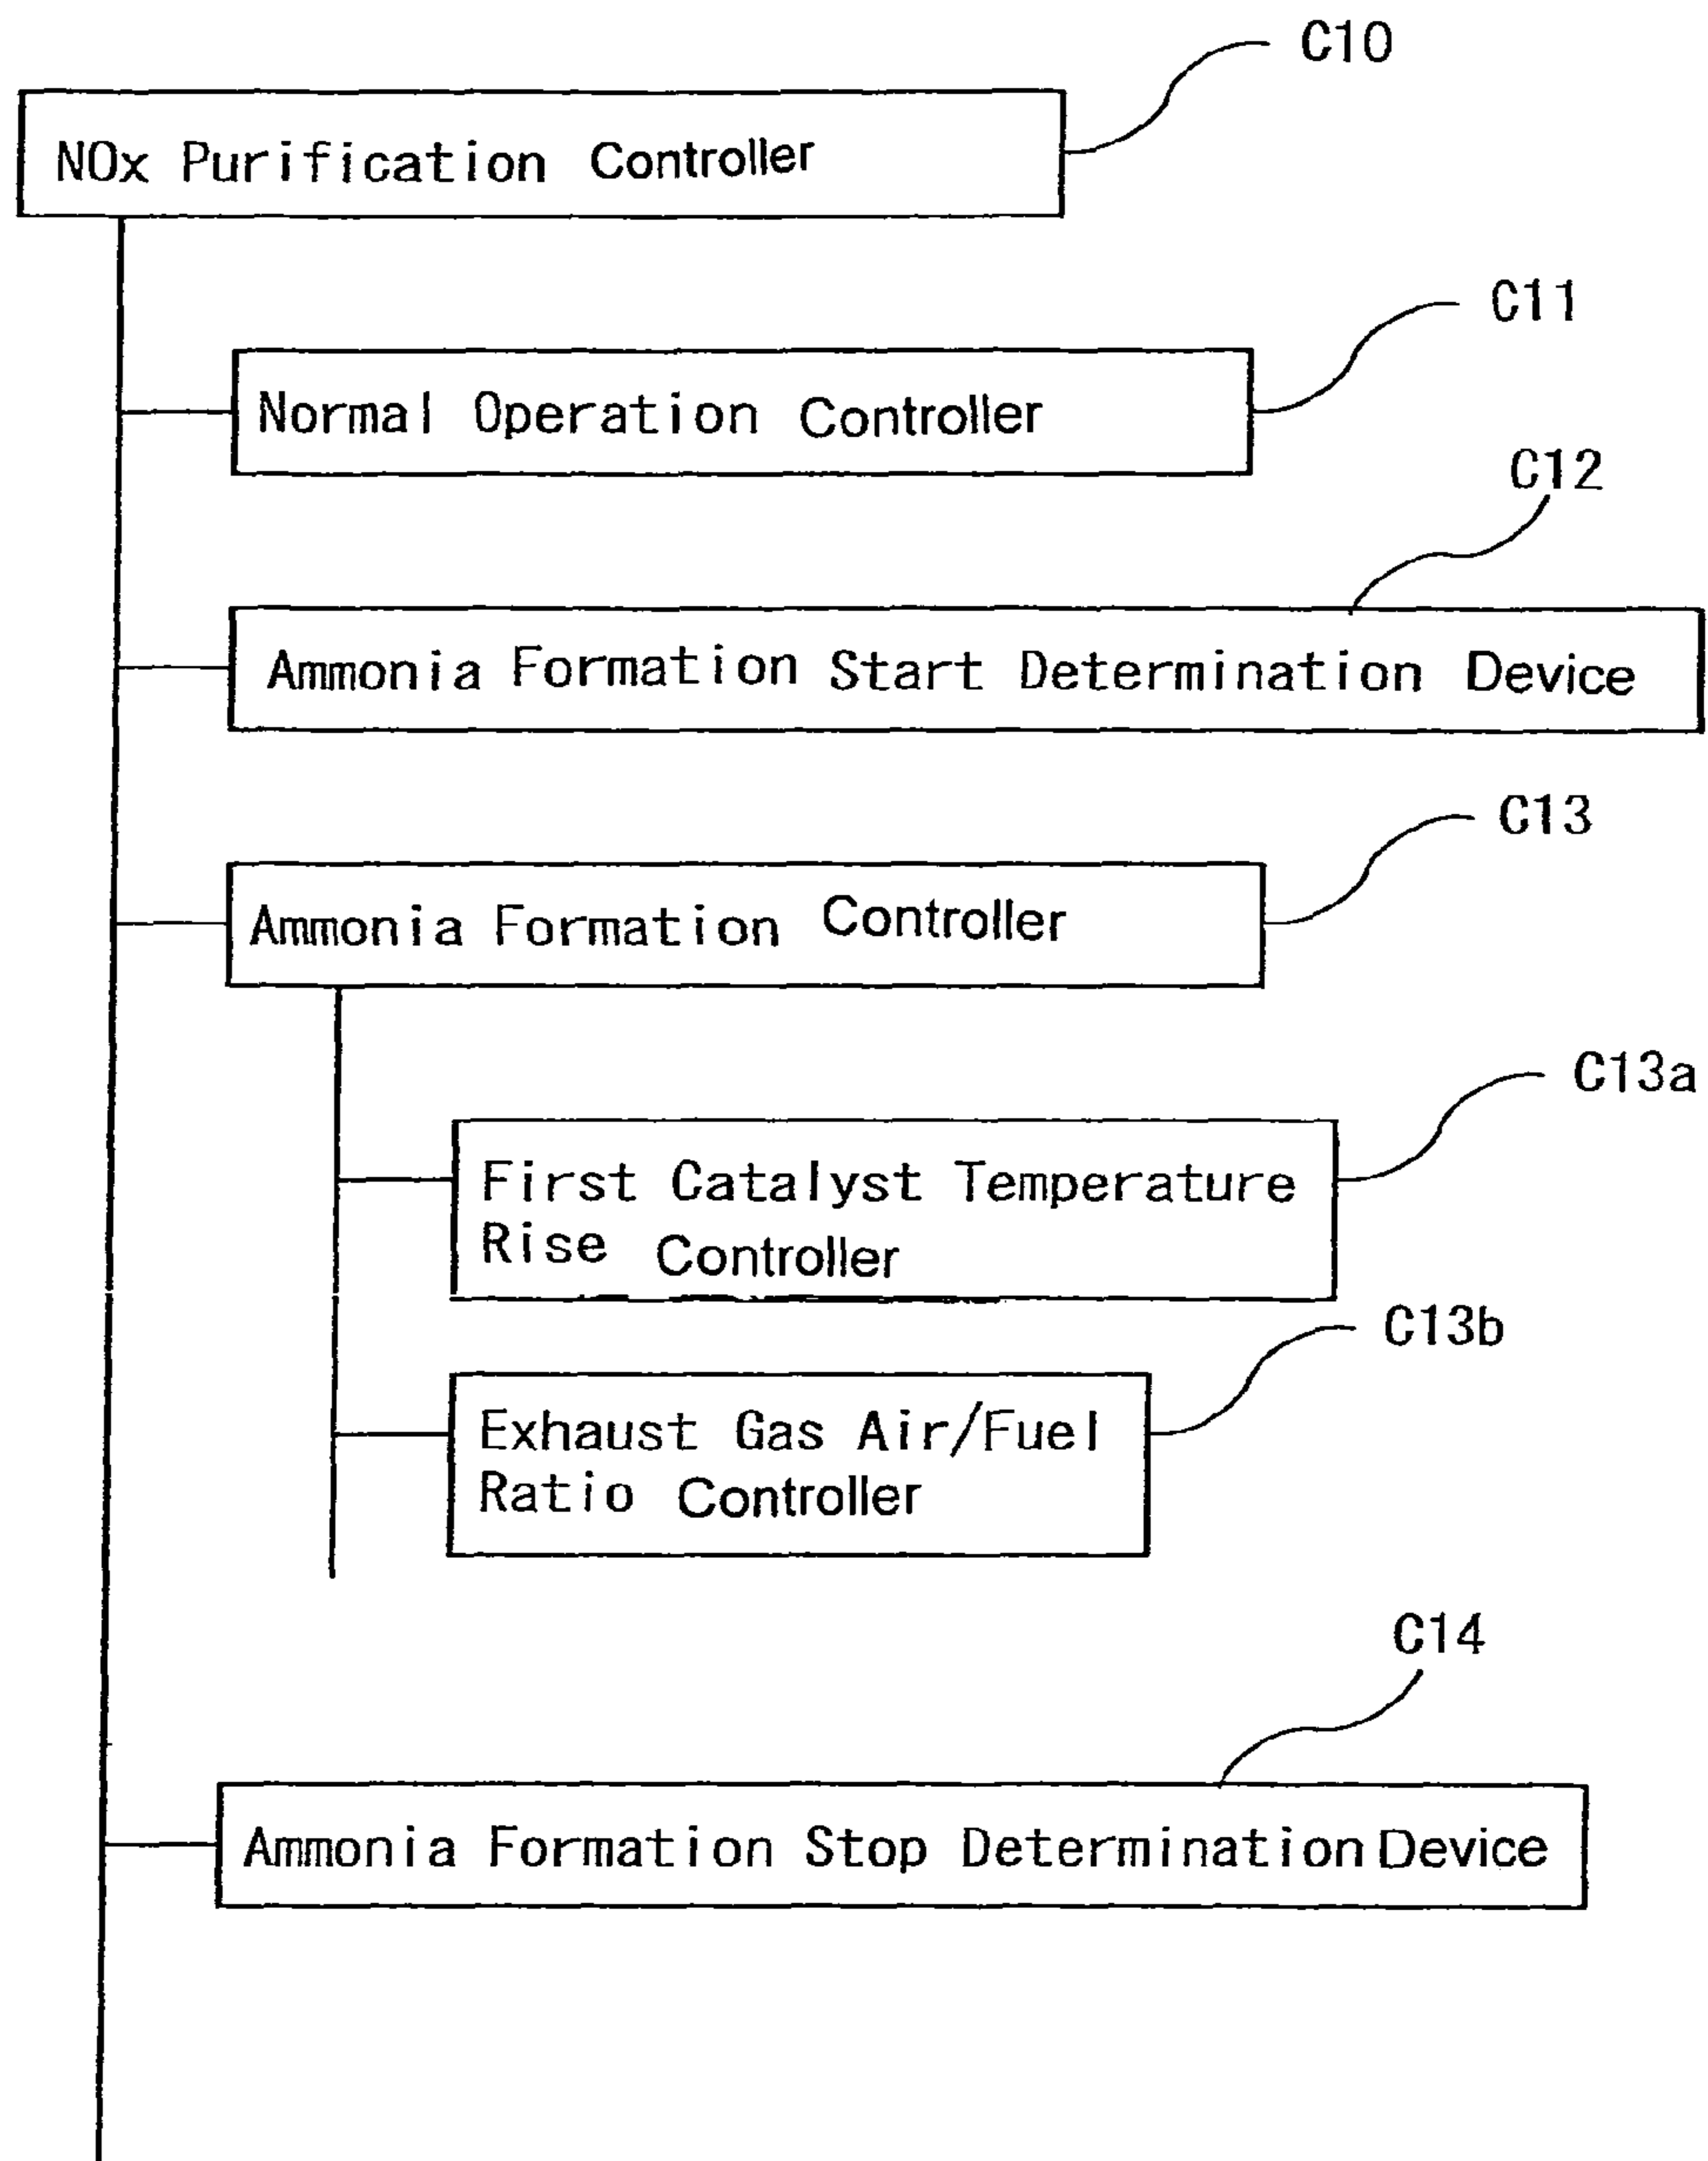 C10
NOx Purification Controller
C11
Normal Operation Controller
C12
Ammonia Formation Start Determination Device
C13
Ammonia Formation Controller
C13a
First Catalyst Temperature
Rise Controller
C13b
Exhaust Gas Air/Fuel
Ratio Controller
C14
Ammonia Formation Stop Determination Device